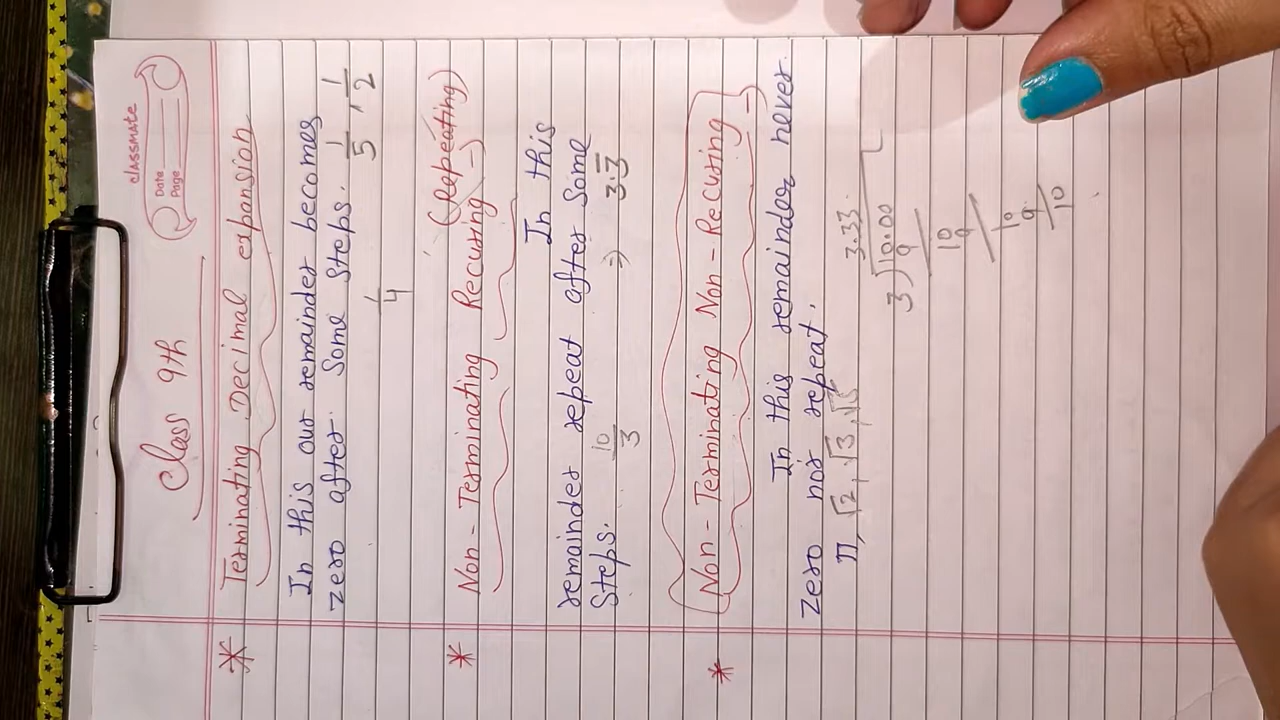 classmate
Date
Page
Class 9th
* Terminating Decimal expansion
In this our remainder becomes
zero after some steps. 1/5, 1/2
1/4
* Non-Terminating Recuring → (Repeating)
In this
remainder repeat after some
steps. 10/3 ⇒ 3.3̅
* Non-Terminating Non-Recuring →
In this remainder never
zero nor repeat.
π, √2, √3, √5
3.33
3)10.00
9
10
9
10
9
10